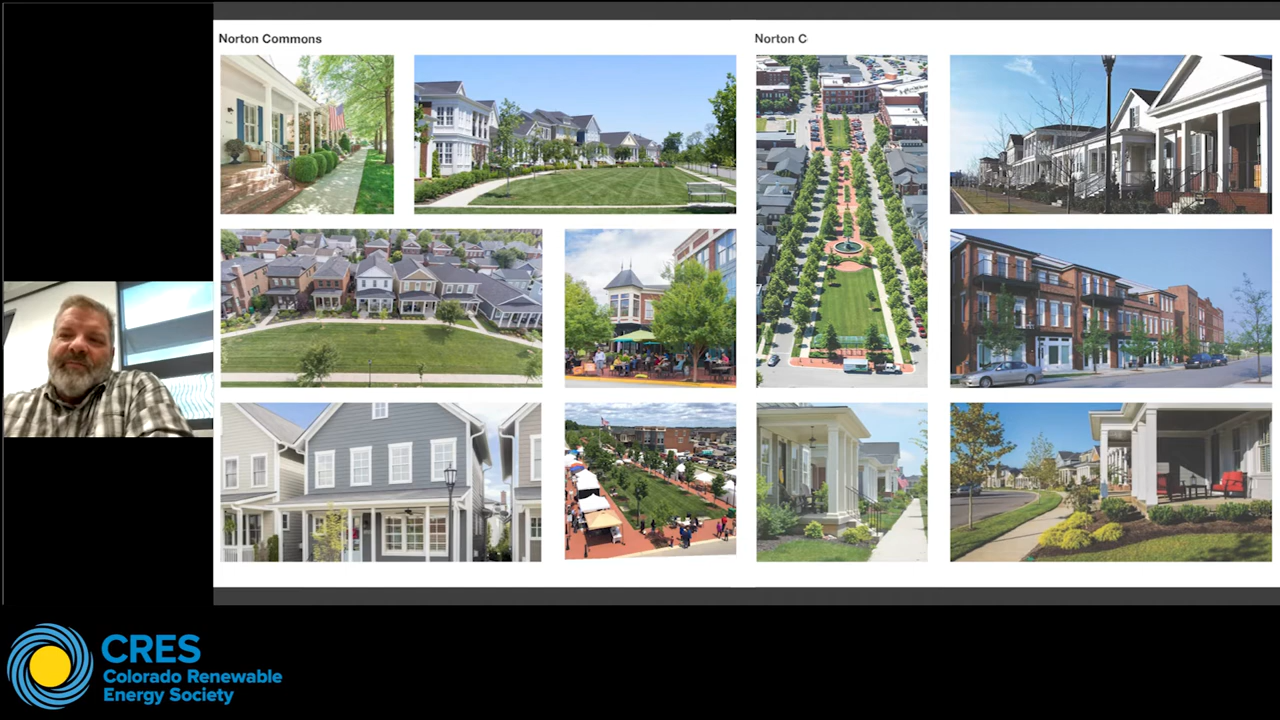 Norton Commons
Norton C
CRES
Colorado Renewable
Energy Society